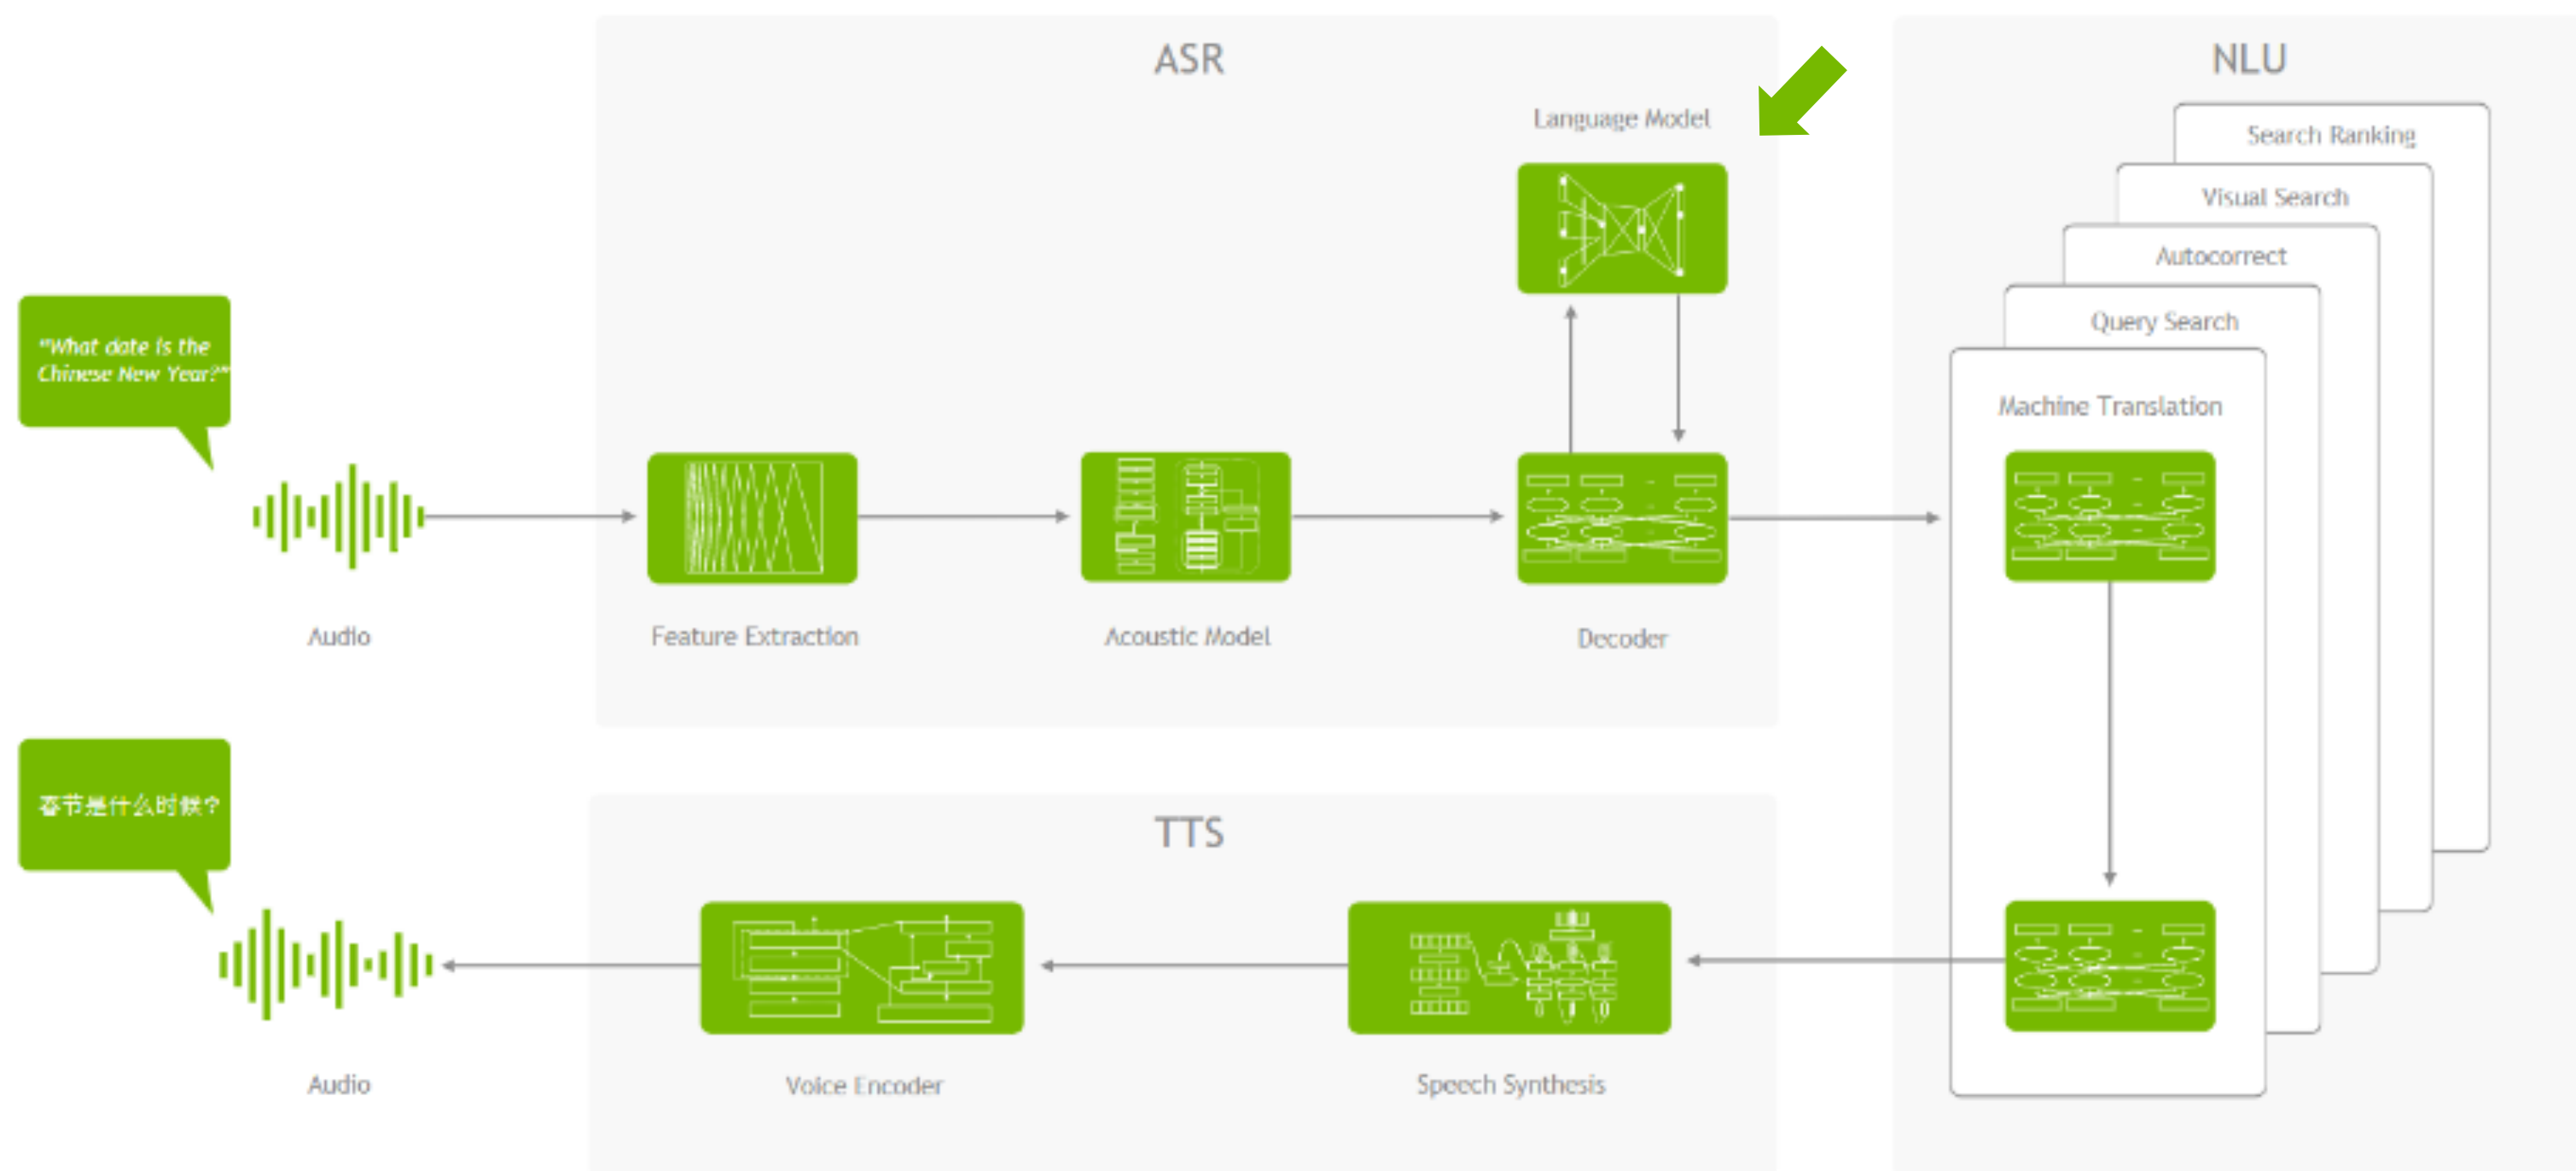 ASR
NLU
Language Model
Search Ranking
Visual Search
Autocorrect
Query Search
"What date is the
Chinese New Year?"
Machine Translation
Audio
Feature Extraction
Acoustic Model
Decoder
TTS
春节是什么时候?
Audio
Voice Encoder
Speech Synthesis